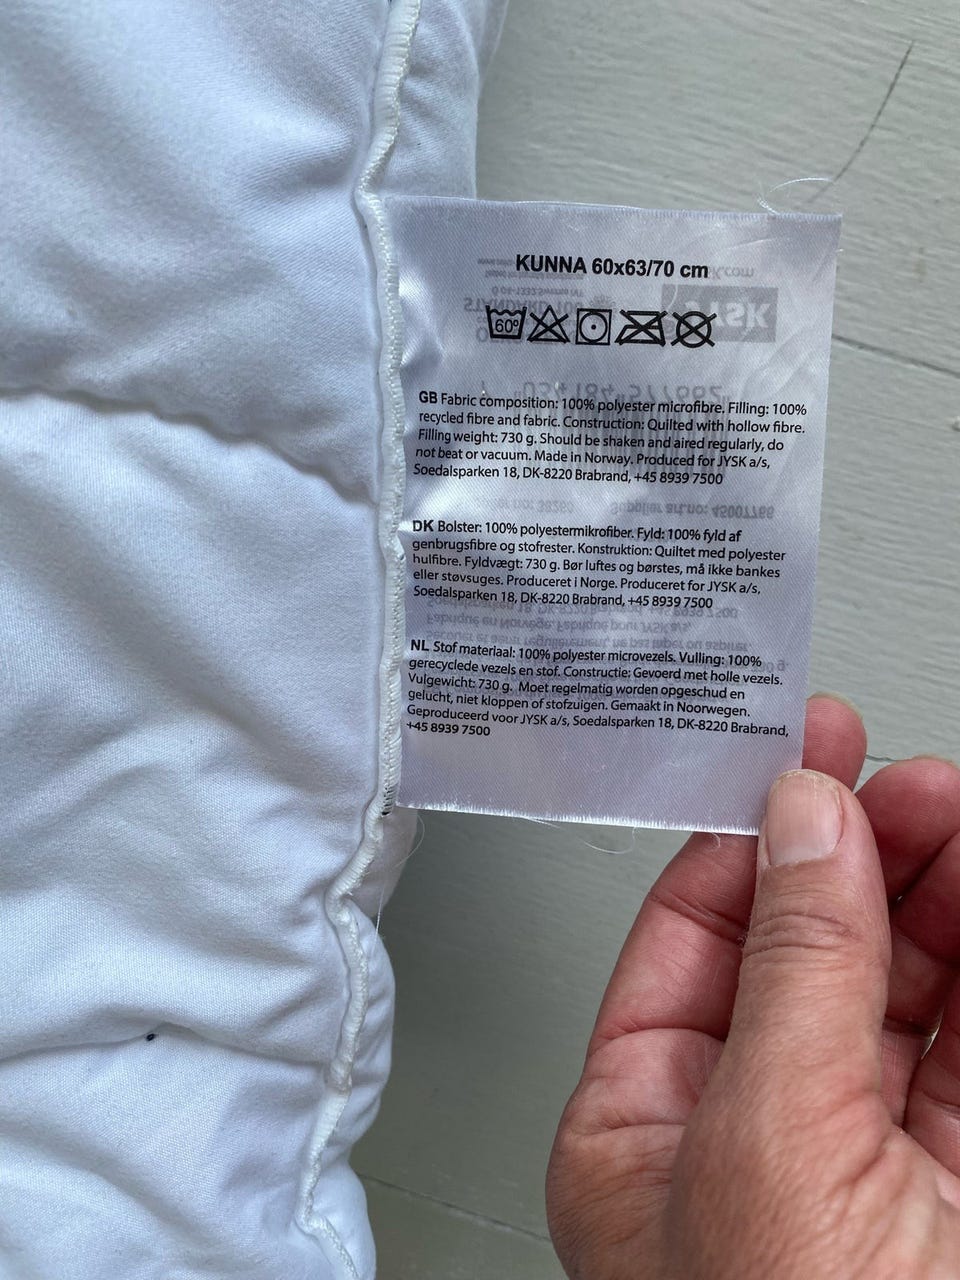 KUNNA 60x63/70 cm
60°
GB Fabric composition: 100% polyester microfibre. Filling: 100%
recycled fibre and fabric. Construction: Quilted with hollow fibre.
Filling weight: 730 g. Should be shaken and aired regularly, do
not beat or vacuum. Made in Norway. Produced for JYSK a/s,
Soedalsparken 18, DK-8220 Brabrand, +45 8939 7500
DK Bolster: 100% polyestermikrofiber. Fyld: 100% fyld af
genbrugsfibre og stofrester. Konstruktion: Quiltet med polyester
hulfibre. Fyldvægt: 730 g. Bør luftes og børstes, må ikke bankes
eller støvsuges. Produceret i Norge. Produceret for JYSK a/s,
Soedalsparken 18, DK-8220 Brabrand, +45 8939 7500
NL Stof materiaal: 100% polyester microvezels. Vulling: 100%
gerecyclede vezels en stof. Constructie: Gevoerd met holle vezels.
Vulgewicht: 730 g. Moet regelmatig worden opgeschud en
gelucht, niet kloppen of stofzuigen. Gemaakt in Noorwegen.
Geproduceerd voor JYSK a/s, Soedalsparken 18, DK-8220 Brabrand,
+45 8939 7500